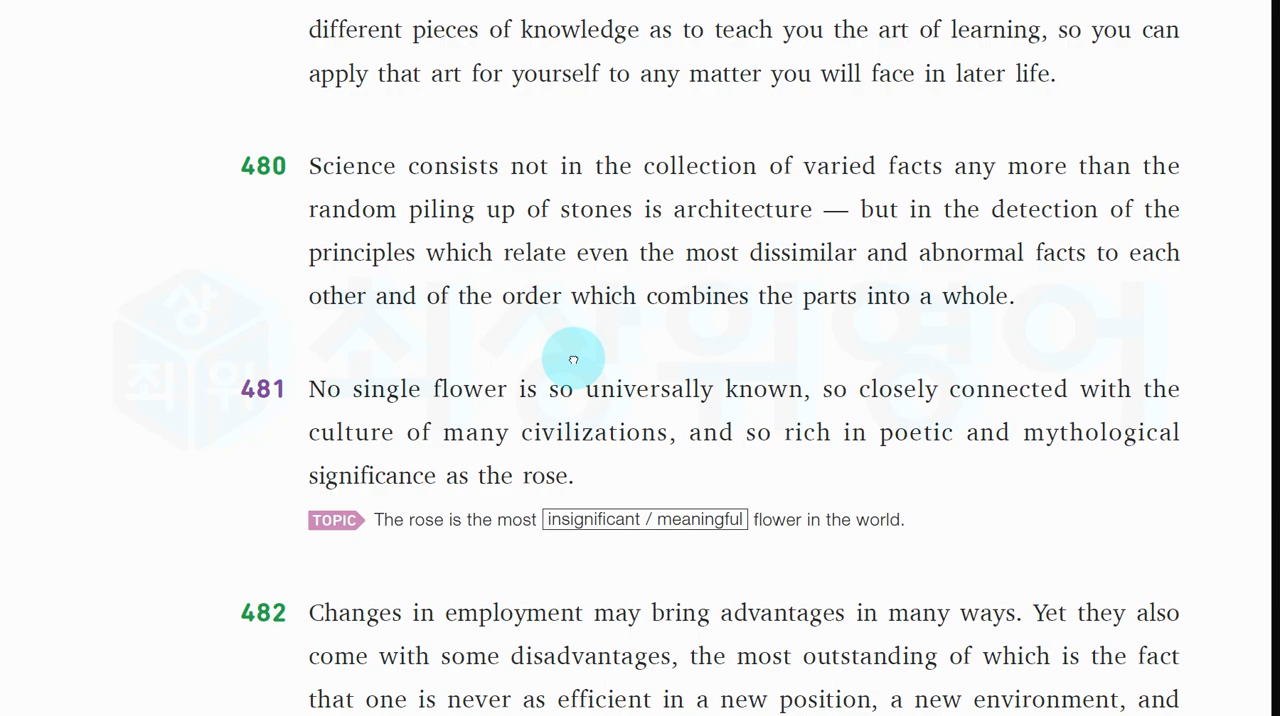 different pieces of knowledge as to teach you the art of learning, so you can
apply that art for yourself to any matter you will face in later life.
480 Science consists not in the collection of varied facts any more than the
random piling up of stones is architecture — but in the detection of the
principles which relate even the most dissimilar and abnormal facts to each
other and of the order which combines the parts into a whole.
상
최 위
최상위영어
481 No single flower is so universally known, so closely connected with the
culture of many civilizations, and so rich in poetic and mythological
significance as the rose.
TOPIC The rose is the most insignificant / meaningful flower in the world.
482 Changes in employment may bring advantages in many ways. Yet they also
come with some disadvantages, the most outstanding of which is the fact
that one is never as efficient in a new position, a new environment, and